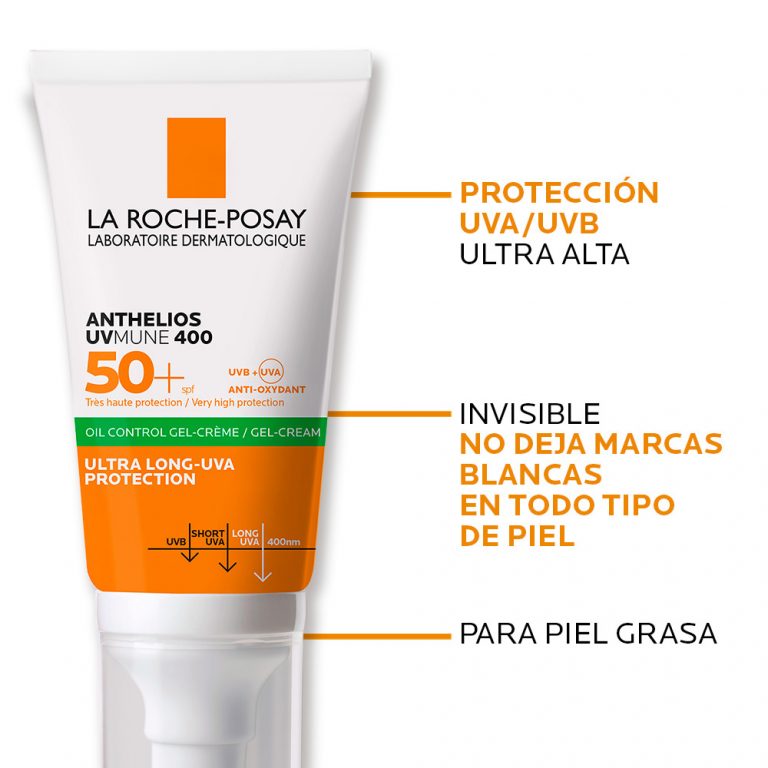 LA ROCHE-POSAY
LABORATOIRE DERMATOLOGIQUE
ANTHELIOS
UVMUNE 400
50+
spf
UVB + UVA
ANTI-OXYDANT
Très haute protection / Very high protection
OIL CONTROL GEL-CRÈME / GEL-CREAM
ULTRA LONG-UVA
PROTECTION
UVB
SHORT
UVA
LONG
UVA
400nm
PROTECCIÓN
UVA/UVB
ULTRA ALTA
INVISIBLE
NO DEJA MARCAS
BLANCAS
EN TODO TIPO
DE PIEL
PARA PIEL GRASA